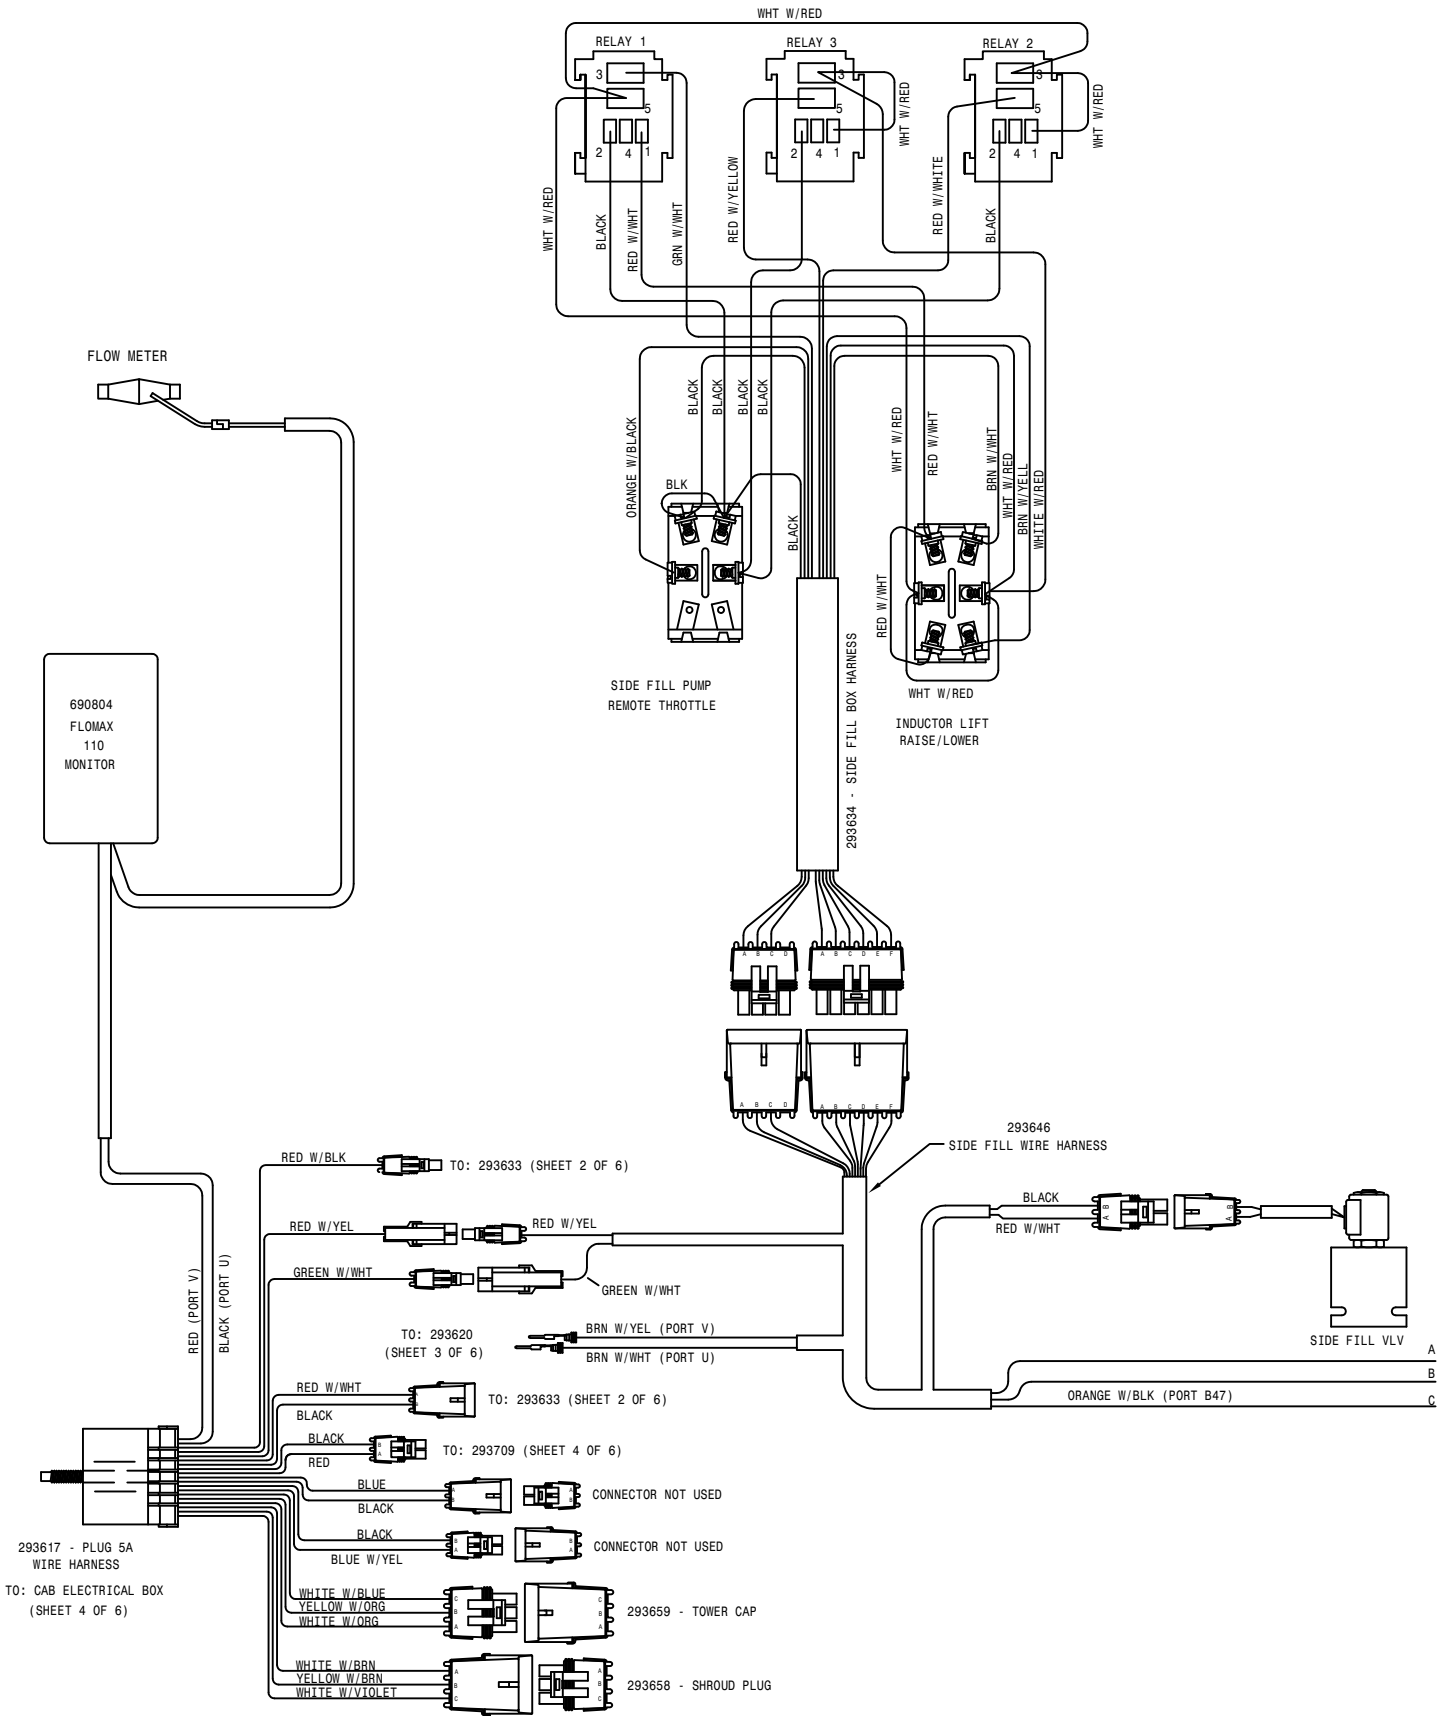 WHT W/RED
RELAY 1
RELAY 3
RELAY 2
3
5
2 4 1
3
5
2 4 1
3
5
2 4 1
WHT W/RED
WHT W/RED
WHT W/RED
BLACK
RED W/WHT
GRN W/WHT
RED W/YELLOW
RED W/WHITE
BLACK
FLOW METER
ORANGE W/BLACK
BLACK
BLACK
BLACK
BLACK
BLK
BLACK
WHT W/RED
RED W/WHT
BRN W/WHT
WHT W/RED
BRN W/YELL
WHITE W/RED
RED W/WHT
WHT W/RED
SIDE FILL PUMP
REMOTE THROTTLE
INDUCTOR LIFT
RAISE/LOWER
690804
FLOMAX
110
MONITOR
293634 - SIDE FILL BOX HARNESS
A B C D
A B C D E F
A B C D
A B C D E F
293646
SIDE FILL WIRE HARNESS
RED W/BLK
TO: 293633 (SHEET 2 OF 6)
RED W/YEL
RED W/YEL
GREEN W/WHT
GREEN W/WHT
BLACK
RED W/WHT
B
A
B
A
SIDE FILL VLV
RED (PORT V)
BLACK (PORT U)
TO: 293620
(SHEET 3 OF 6)
BRN W/YEL (PORT V)
BRN W/WHT (PORT U)
A
B
ORANGE W/BLK (PORT B47)
C
RED W/WHT
BLACK
TO: 293633 (SHEET 2 OF 6)
BLACK
RED
B
A
TO: 293709 (SHEET 4 OF 6)
BLUE
BLACK
A
B
A
B
CONNECTOR NOT USED
BLACK
BLUE W/YEL
B
A
B
A
CONNECTOR NOT USED
293617 - PLUG 5A
WIRE HARNESS
TO: CAB ELECTRICAL BOX
(SHEET 4 OF 6)
WHITE W/BLUE
YELLOW W/ORG
WHITE W/ORG
C
B
A
C
B
A
293659 - TOWER CAP
WHITE W/BRN
YELLOW W/BRN
WHITE W/VIOLET
A
B
C
A
B
C
293658 - SHROUD PLUG